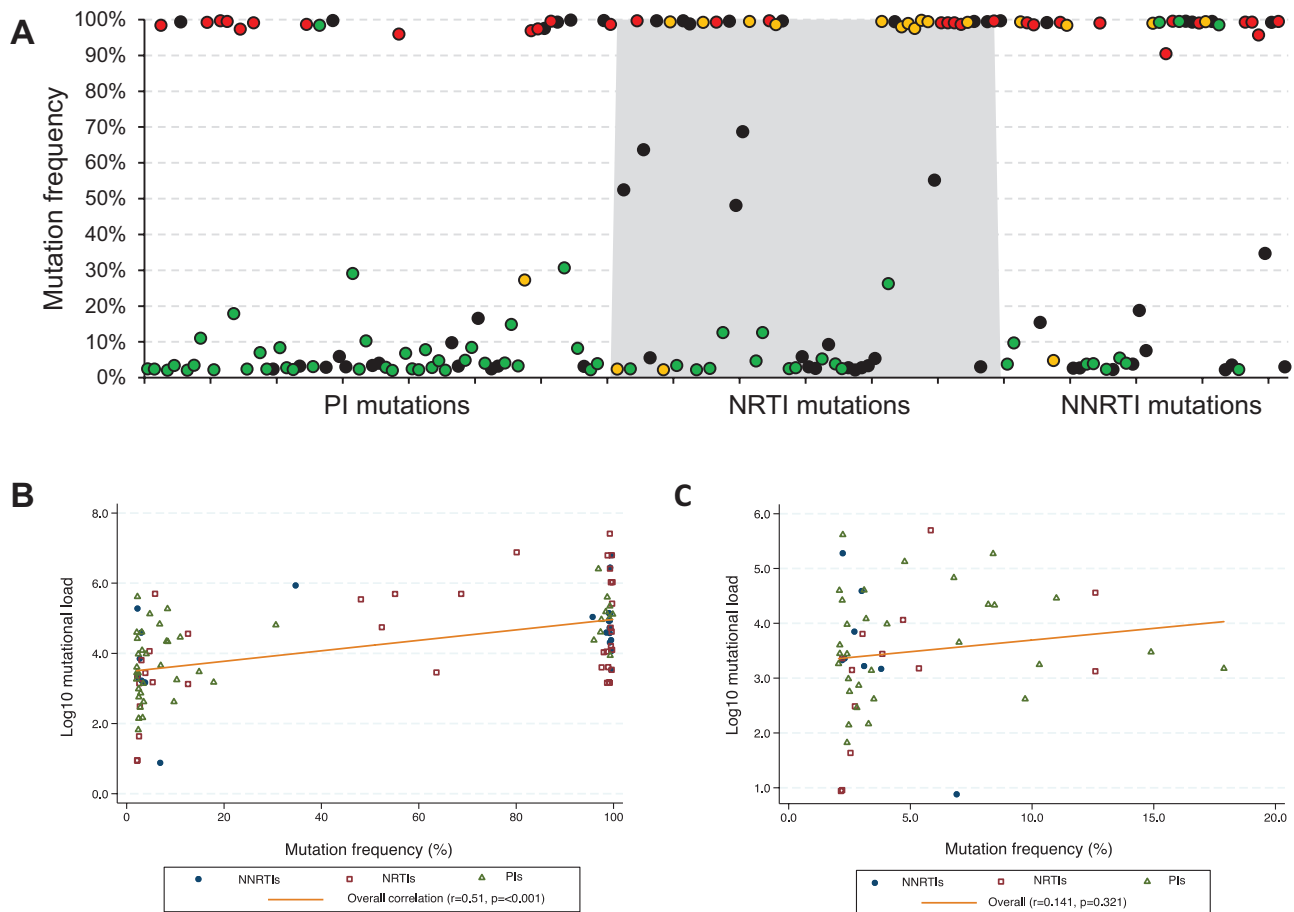 A
Mutation frequency
100%
90%
80%
70%
60%
50%
40%
30%
20%
10%
0%
PI mutations
NRTI mutations
NNRTI mutations
B
Log10 mutational load
8.0
6.0
4.0
2.0
0.0
0
20
40
60
80
100
Mutation frequency (%)
NNRTIs
NRTIs
PIs
Overall correlation (r=0.51, p=<0.001)
C
Log10 mutational load
6.0
5.0
4.0
3.0
2.0
1.0
0.0
5.0
10.0
15.0
20.0
Mutation frequency (%)
NNRTIs
NRTIs
PIs
Overall (r=0.141, p=0.321)